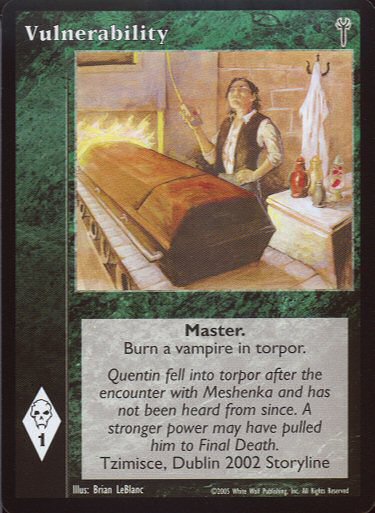 Vulnerability
Master.
Burn a vampire in torpor.
Quentin fell into torpor after the
encounter with Meshenka and has
not been heard from since. A
stronger power may have pulled
him to Final Death.
Tzimisce, Dublin 2002 Storyline
1
Illus: Brian LeBlanc
©2005 White Wolf Publishing, Inc. All Rights Reserved